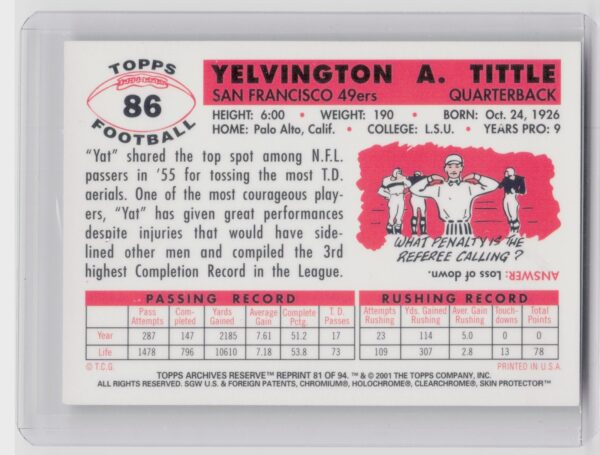 TOPPS
86
FOOTBALL
YELVINGTON A. TITTLE
SAN FRANCISCO 49ers QUARTERBACK
HEIGHT: 6:00 • WEIGHT: 190 • BORN: Oct. 24, 1926
HOME: Palo Alto, Calif. • COLLEGE: L.S.U. • YEARS PRO: 9
"Yat" shared the top spot among N.F.L.
passers in '55 for tossing the most T.D.
aerials. One of the most courageous play-
ers, "Yat" has given great performances
despite injuries that would have side-
lined other men and compiled the 3rd
highest Completion Record in the League.
WHAT PENALTY IS THE
REFEREE CALLING?
ANSWER: Loss of down.
PASSING RECORD
Pass Attempts Com-pleted Yards Gained Average Gain Complete Pctg. T. D. Passes
Year 287 147 2185 7.61 51.2 17
Life 1478 796 10610 7.18 53.8 73
RUSHING RECORD
Attempts Rushing Yds. Gained Rushing Aver. Gain Rushing Touch-downs Total Points
23 114 5.0 0 0
109 307 2.8 13 78
© T.C.G. PRINTED IN U.S.A.
TOPPS ARCHIVES RESERVE™ REPRINT 81 OF 94. ™ & © 2001 THE TOPPS COMPANY, INC.
ALL RIGHTS RESERVED. SGW U.S. & FOREIGN PATENTS, CHROMIUM®, HOLOCHROME®, CLEARCHROME®, SKIN PROTECTOR™